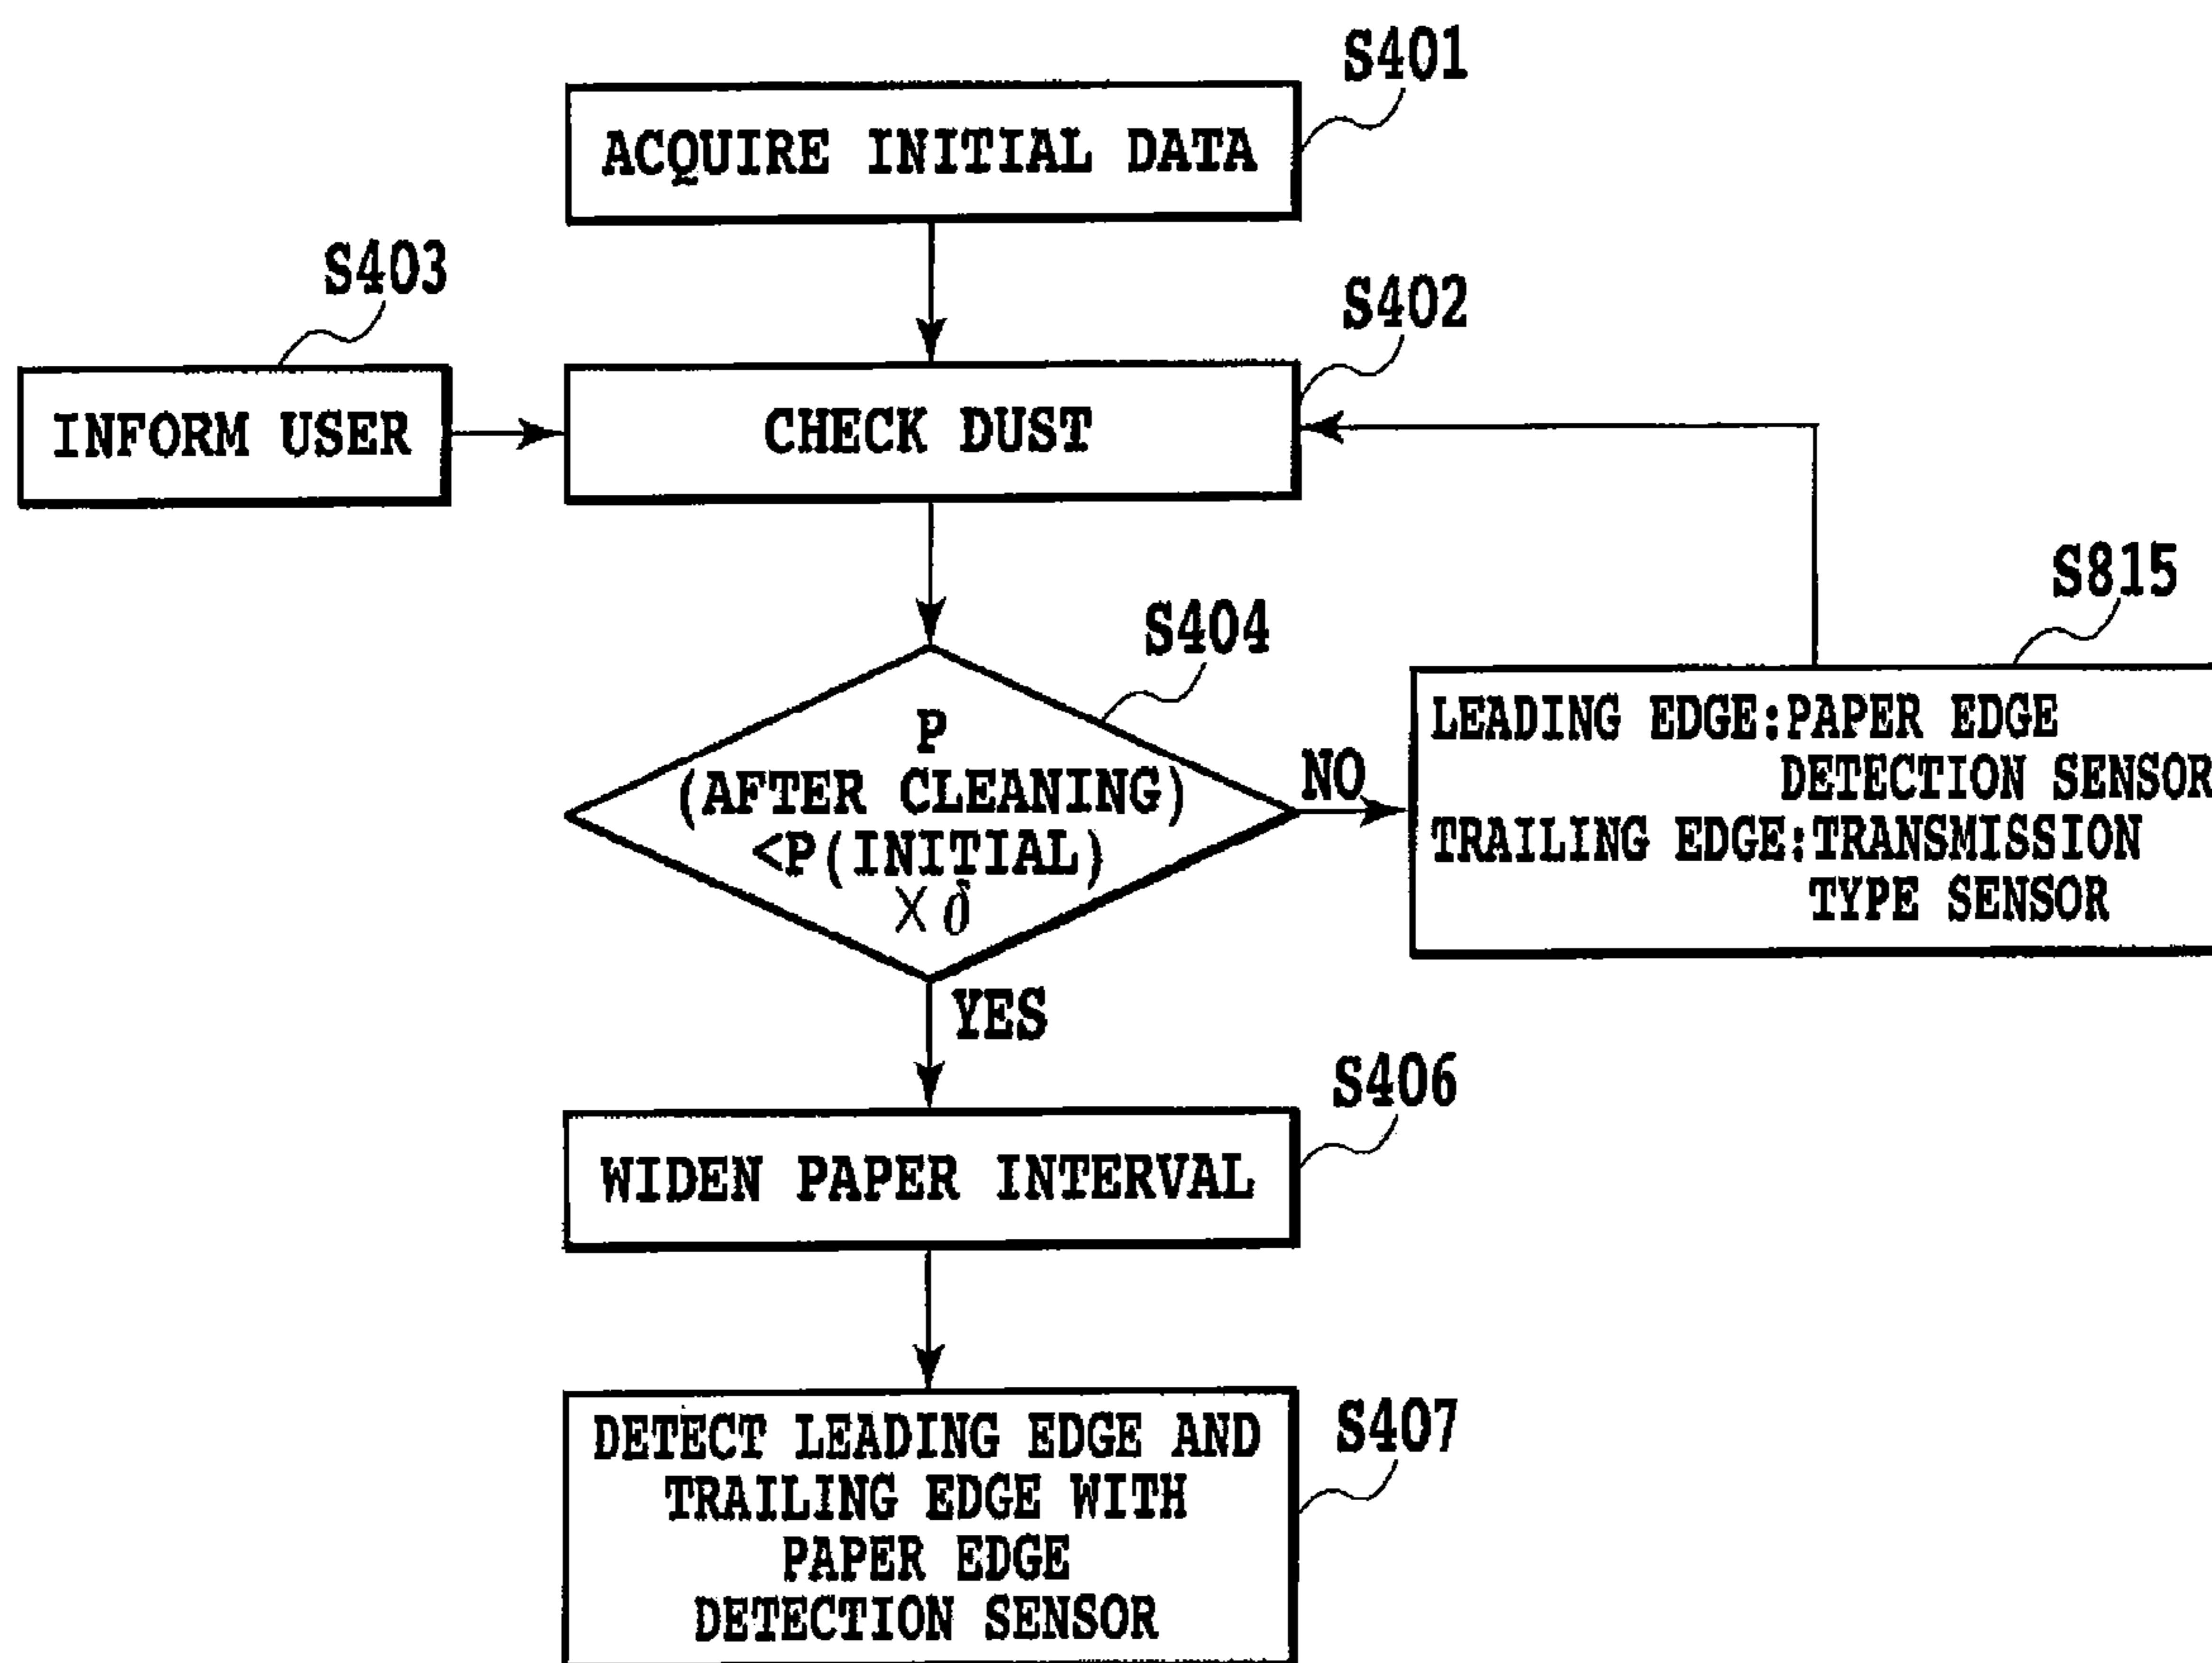 S401
ACQUIRE INITIAL DATA
S403
S402
INFORM USER
CHECK DUST
S815
S404
P
(AFTER CLEANING)
<P(INITIAL)
×δ
NO
LEADING EDGE:PAPER EDGE
DETECTION SENSOR
TRAILING EDGE:TRANSMISSION
TYPE SENSOR
YES
S406
WIDEN PAPER INTERVAL
S407
DETECT LEADING EDGE AND
TRAILING EDGE WITH
PAPER EDGE
DETECTION SENSOR